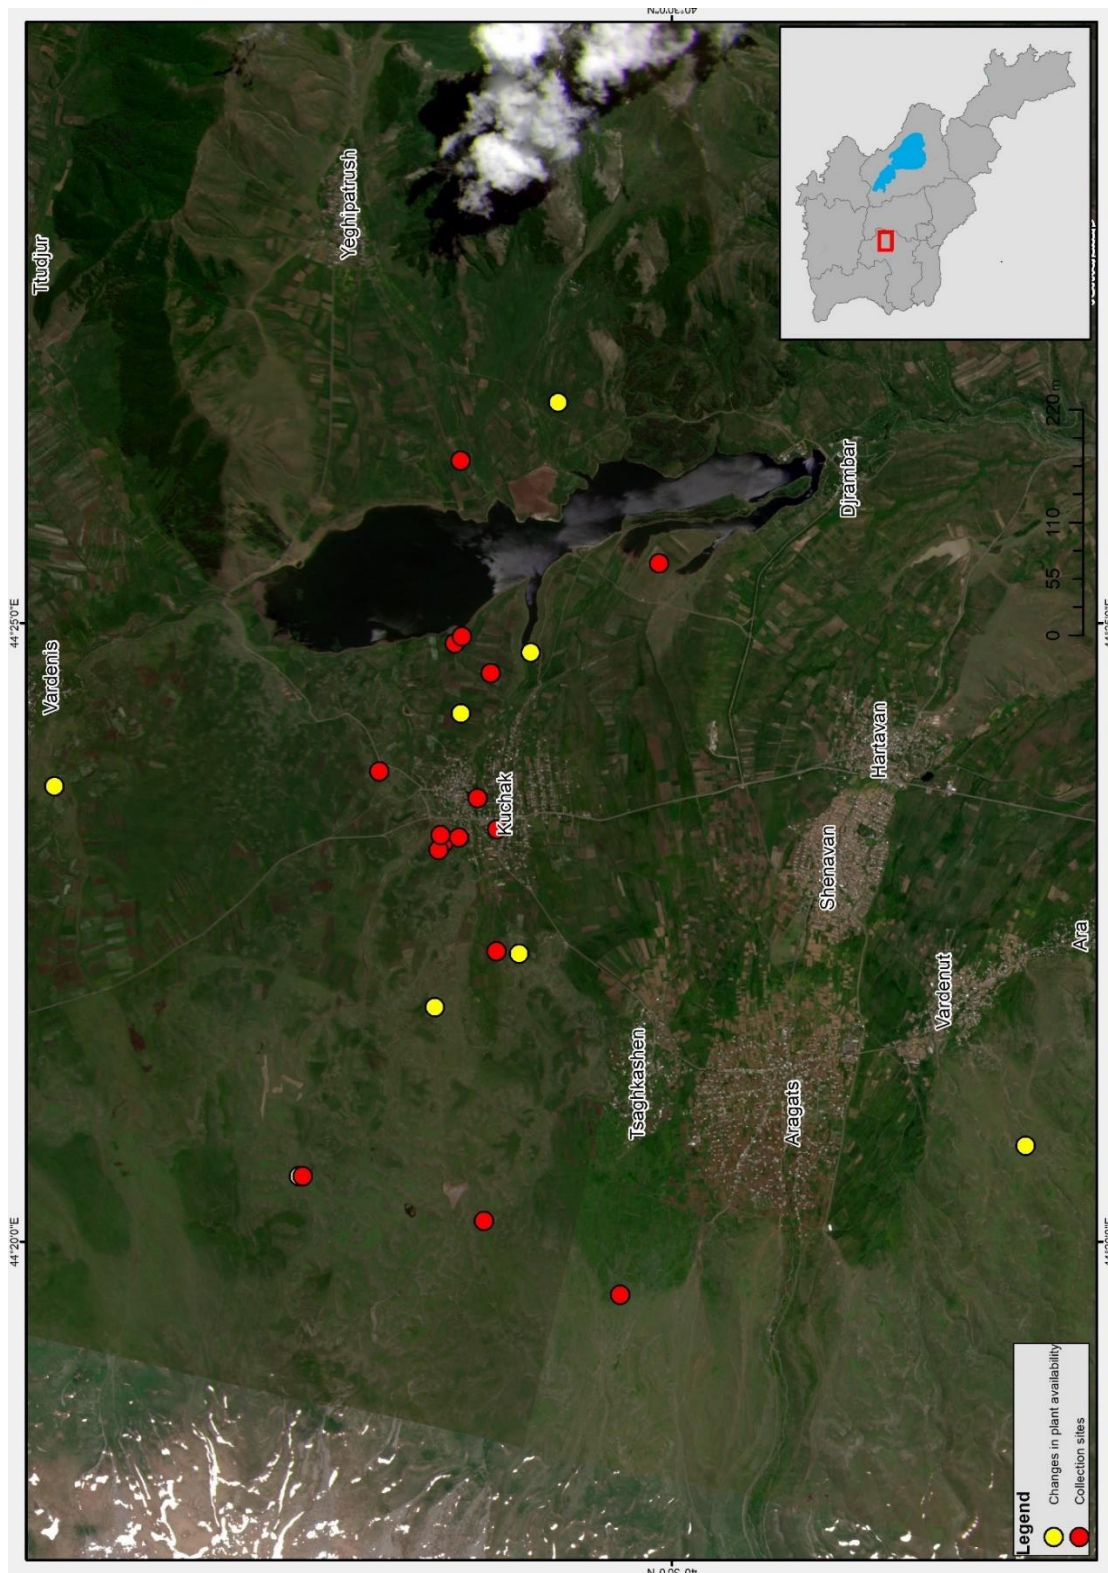 40°30'0"N
44°25'0"E
44°20'0"E
Ttudjur
Yeghipatrush
Vardenis
Djrambar
Kuchak
Hartavan
Shenavan
Vardenut
Ara
Tsaghkashen
Aragats
0 55 110 220 m
Legend
Changes in plant availability
Collection sites